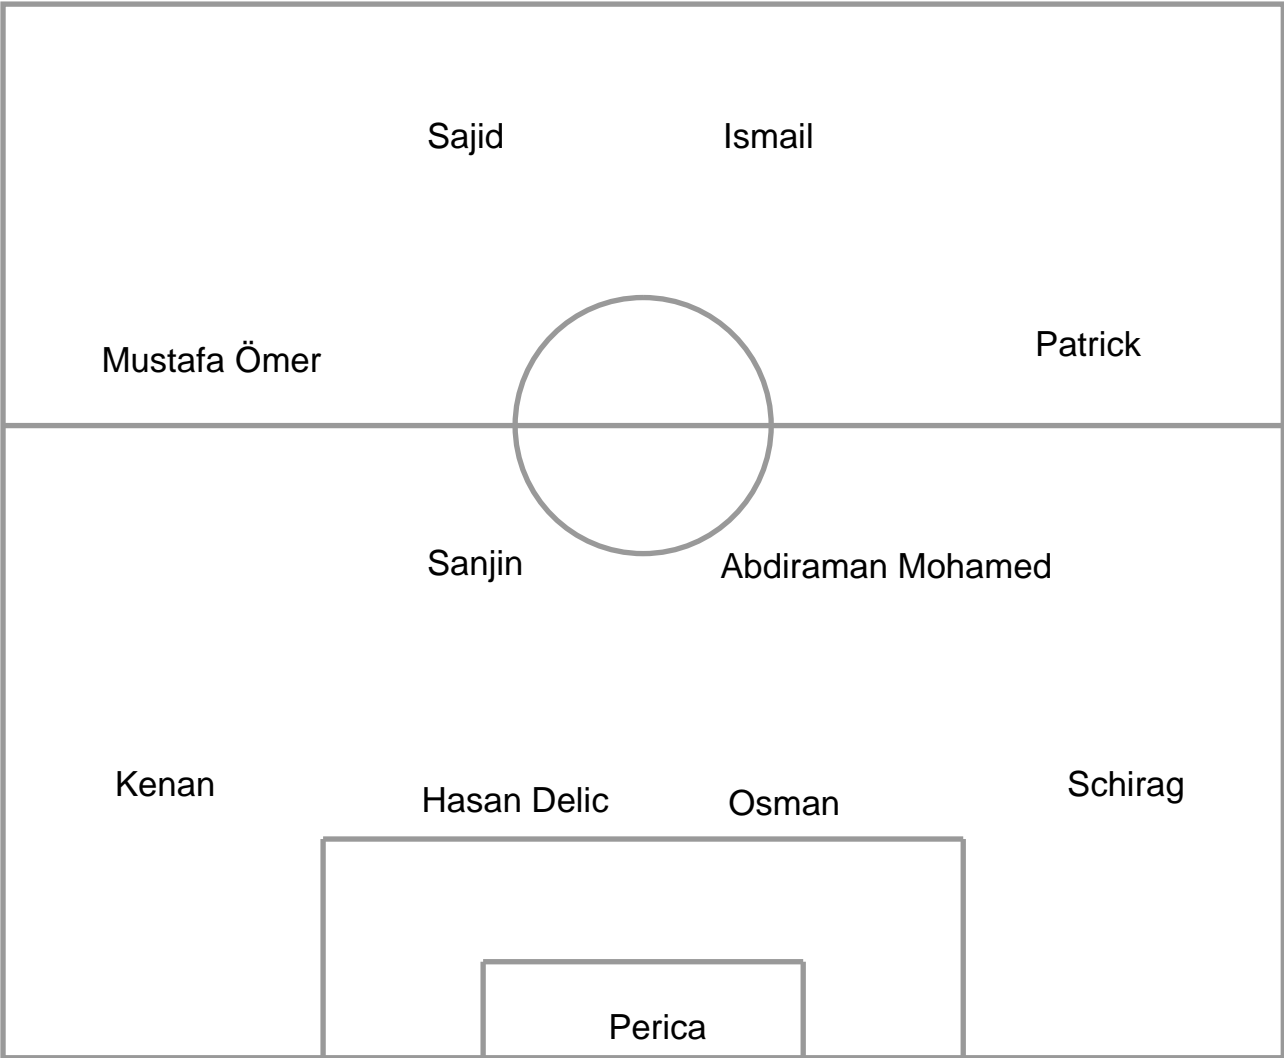 Sajid
Ismail
Mustafa Ömer
Patrick
Sanjin
Abdiraman Mohamed
Kenan
Hasan Delic
Osman
Schirag
Perica